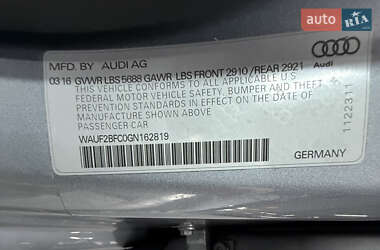 auto RIA
MFD. BY AUDI AG
03 16 GVWR LBS 5688 GAWR LBS FRONT 2910 /REAR 2921
THIS VEHICLE CONFORMS TO ALL APPLICABLE U.S.
FEDERAL MOTOR VEHICLE SAFETY, BUMPER AND THEFT
PREVENTION STANDARDS IN EFFECT ON THE DATE OF
MANUFACTURE SHOWN ABOVE.
PASSENGER CAR
WAUF2BFC0GN162819
GERMANY
Audi
1122311